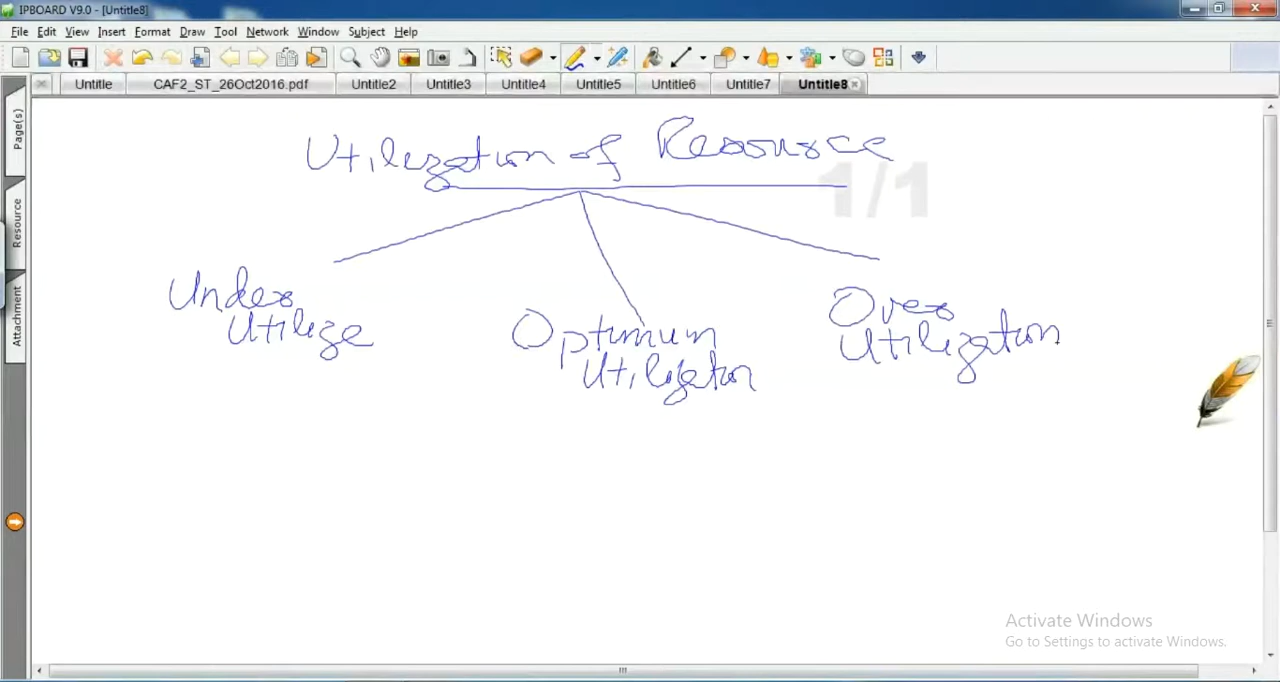 IPBOARD V9.0 - [Untitled8]
File Edit View Insert Format Draw Tool Network Window Subject Help
Untitle CAF2_ST_26Oct2016.pdf Untitle2 Untitle3 Untitle4 Untitle5 Untitle6 Untitle7 Untitle8
Page(s)
Resource
Attachment
Utilization of Resource
1/1
Under
Utilize
Optimum
Utilization
Over
Utilization
Activate Windows
Go to Settings to activate Windows.